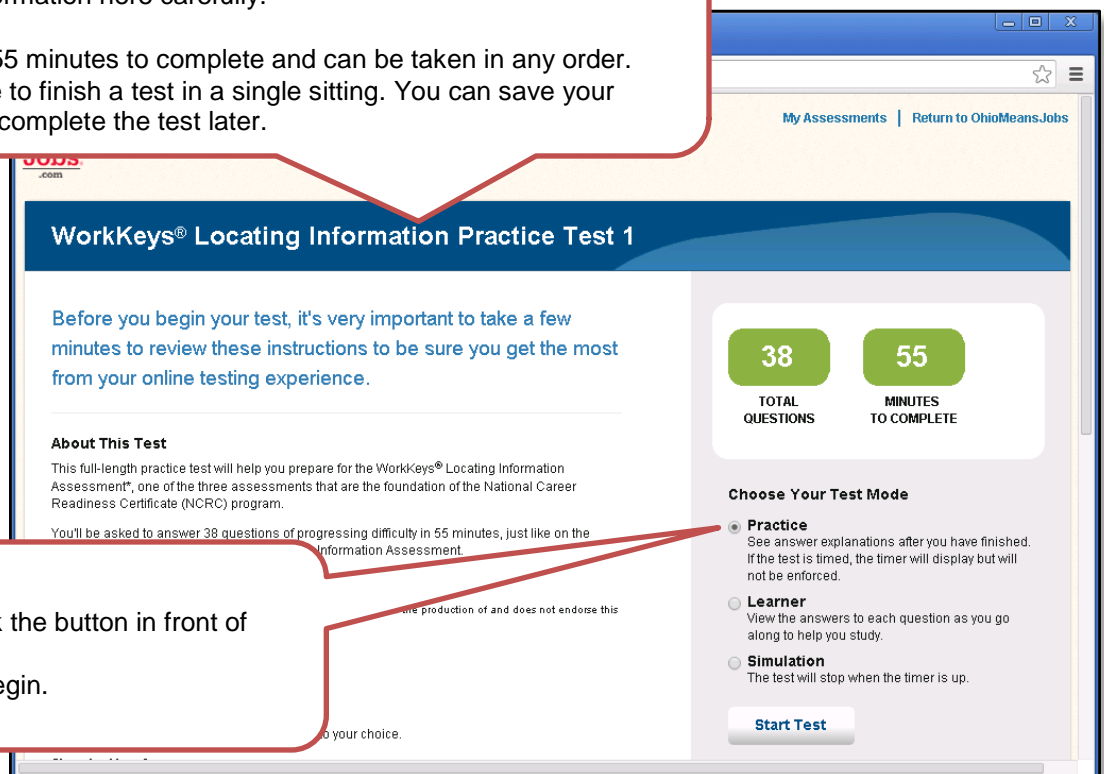 55 minutes to complete and can be taken in any order.
to finish a test in a single sitting. You can save your
complete the test later.
My Assessments | Return to OhioMeansJobs
Jobs
.com
WorkKeys® Locating Information Practice Test 1
Before you begin your test, it's very important to take a few
minutes to review these instructions to be sure you get the most
from your online testing experience.
38
TOTAL
QUESTIONS
55
MINUTES
TO COMPLETE
About This Test
This full-length practice test will help you prepare for the WorkKeys® Locating Information
Assessment*, one of the three assessments that are the foundation of the National Career
Readiness Certificate (NCRC) program.
You'll be asked to answer 38 questions of progressing difficulty in 55 minutes, just like on the
Information Assessment.
the production of and does not endorse this
the button in front of
egin.
your choice.
Choose Your Test Mode
Practice
See answer explanations after you have finished.
If the test is timed, the timer will display but will
not be enforced.
Learner
View the answers to each question as you go
along to help you study.
Simulation
The test will stop when the timer is up.
Start Test